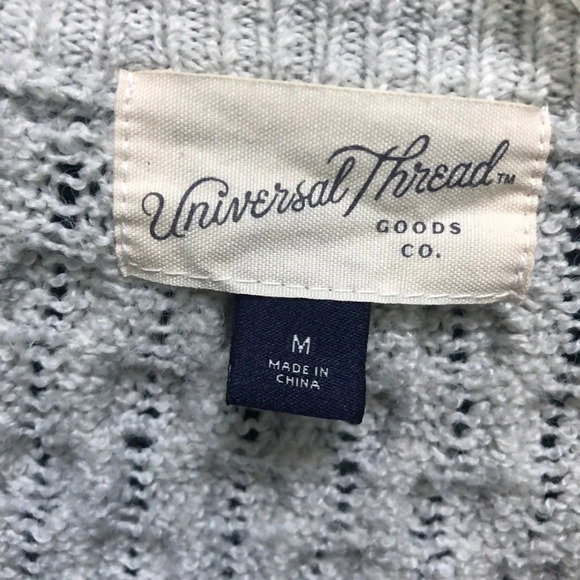 Universal Thread™
GOODS
CO.
M
MADE IN
CHINA